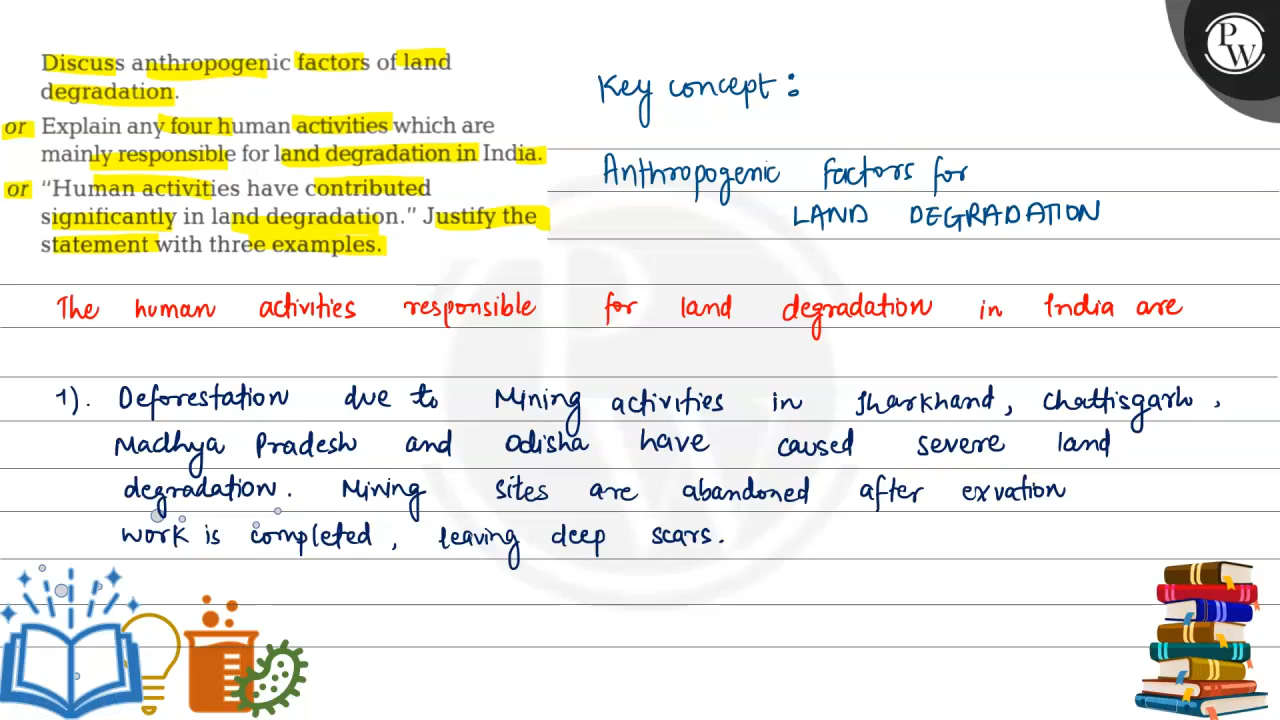 Discuss anthropogenic factors of land
degradation.
or Explain any four human activities which are
mainly responsible for land degradation in India.
or “Human activities have contributed
significantly in land degradation.” Justify the
statement with three examples.
Key concept :
Anthropogenic Factors for
LAND DEGRADATION
PW
The human activities responsible for land degradation in India are
1). Deforestation due to Mining activities in Jharkhand, Chattisgarh,
Madhya Pradesh and Odisha have caused severe land
degradation. Mining sites are abandoned after exvation
work is completed, leaving deep scars.